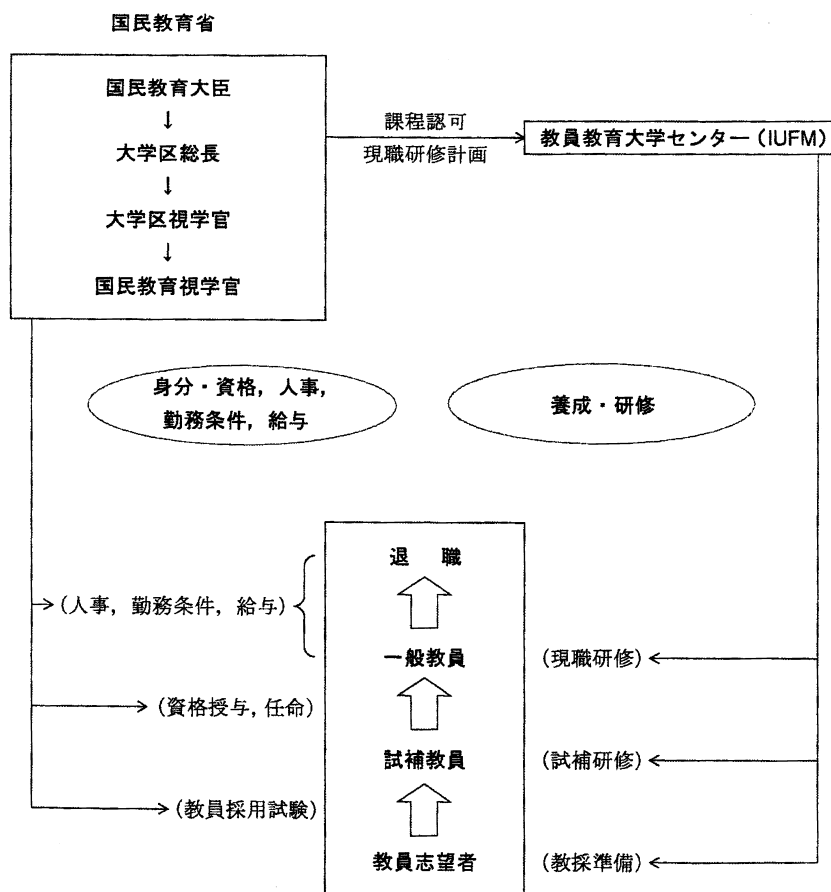 国民教育省
国民教育大臣
↓
大学区総長
↓
大学区視学官
↓
国民教育視学官
課程認可
現職研修計画
教員教育大学センター(IUFM)
身分・資格,人事,
勤務条件,給与
養成・研修
退 職
(人事,勤務条件,給与)
一般教員
(現職研修)
(資格授与,任命)
試補教員
(試補研修)
(教員採用試験)
教員志望者
(教採準備)